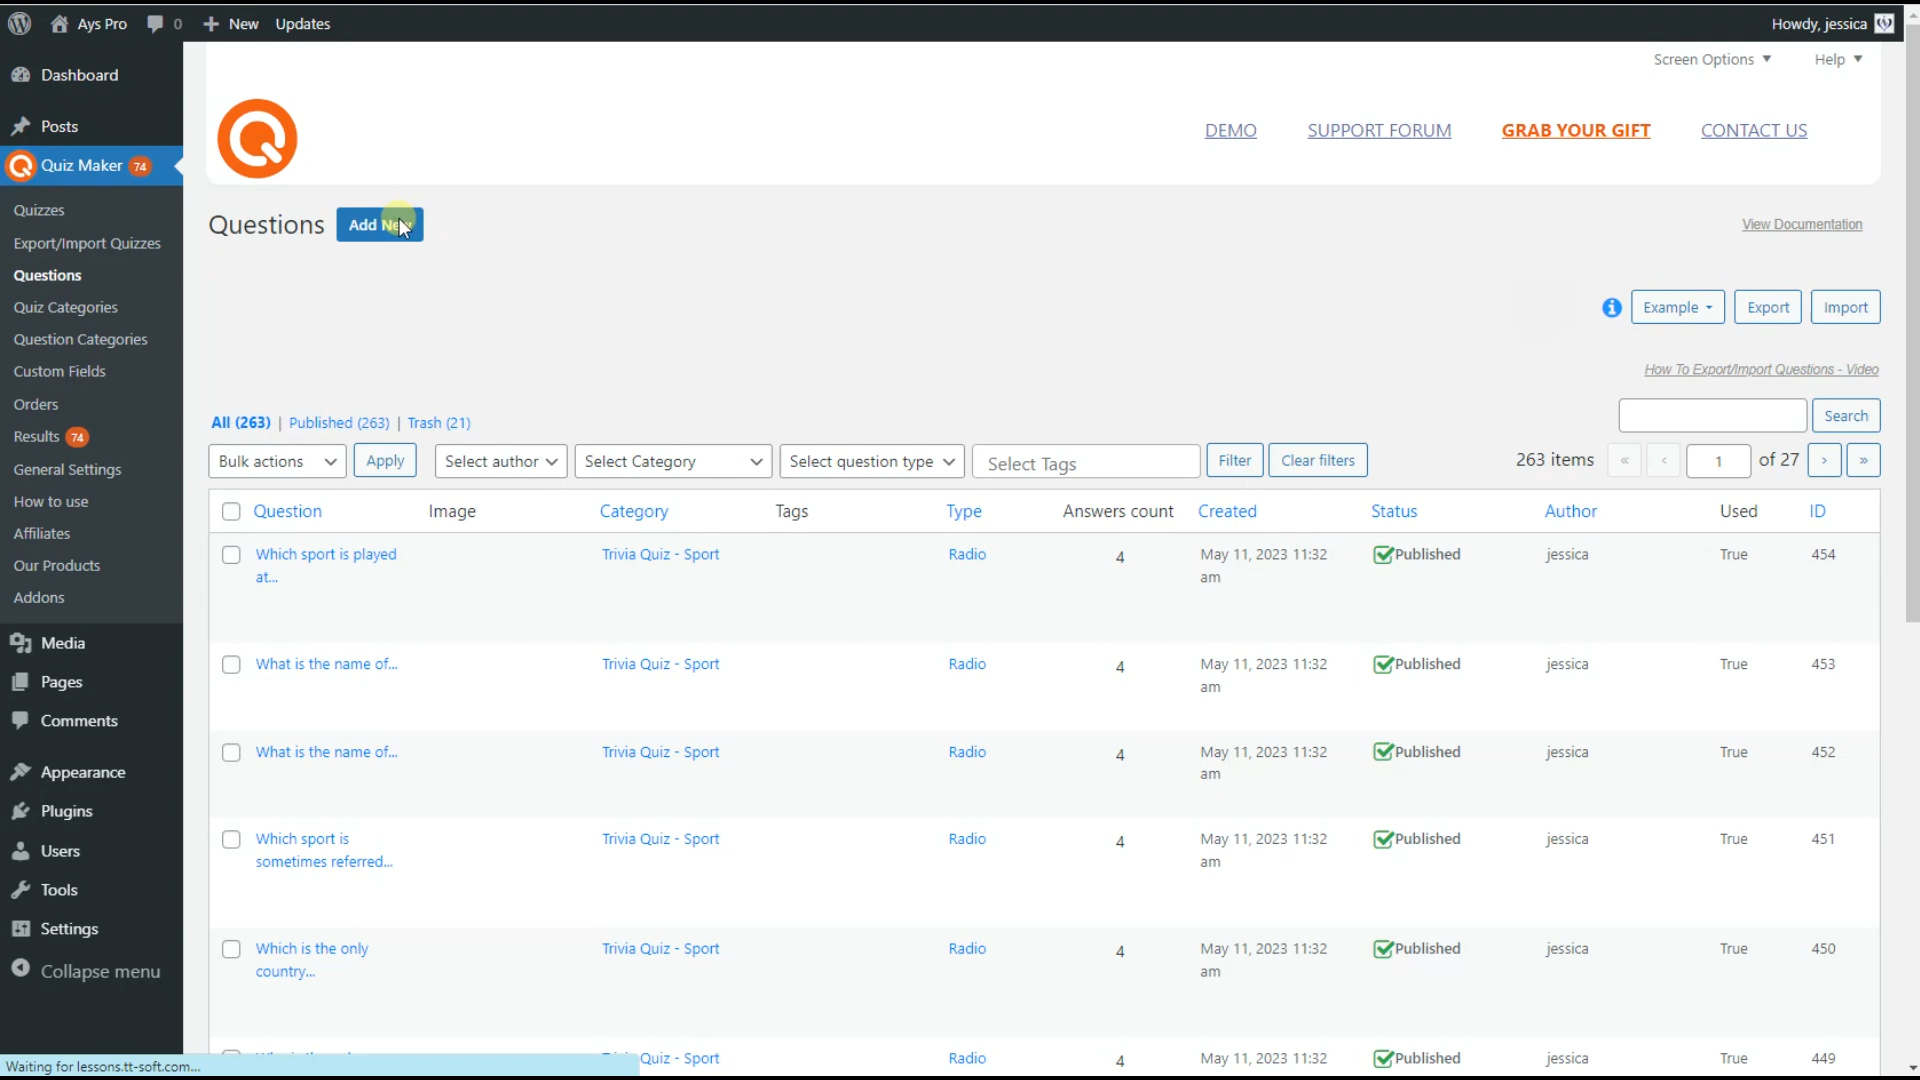 Ays Pro 0 New Updates Howdy, jessica
Dashboard
Posts
Quiz Maker 74
Quizzes
Export/Import Quizzes
Questions
Quiz Categories
Question Categories
Custom Fields
Orders
Results 74
General Settings
How to use
Affiliates
Our Products
Addons
Media
Pages
Comments
Appearance
Plugins
Users
Tools
Settings
Collapse menu
Screen Options Help
DEMO SUPPORT FORUM GRAB YOUR GIFT CONTACT US
Questions Add New View Documentation
Example Export Import
How To Export/Import Questions - Video
All (263) | Published (263) | Trash (21) Search
Bulk actions Apply Select author Select Category Select question type Select Tags Filter Clear filters 263 items « ‹ 1 of 27 › »
Question Image Category Tags Type Answers count Created Status Author Used ID
Which sport is played Trivia Quiz - Sport Radio 4 May 11, 2023 11:32 Published jessica True 454
at... am
What is the name of... Trivia Quiz - Sport Radio 4 May 11, 2023 11:32 Published jessica True 453
am
What is the name of... Trivia Quiz - Sport Radio 4 May 11, 2023 11:32 Published jessica True 452
am
Which sport is Trivia Quiz - Sport Radio 4 May 11, 2023 11:32 Published jessica True 451
sometimes referred... am
Which is the only Trivia Quiz - Sport Radio 4 May 11, 2023 11:32 Published jessica True 450
country... am
Quiz - Sport Radio 4 May 11, 2023 11:32 Published jessica True 449
Waiting for lessons.tt-soft.com...